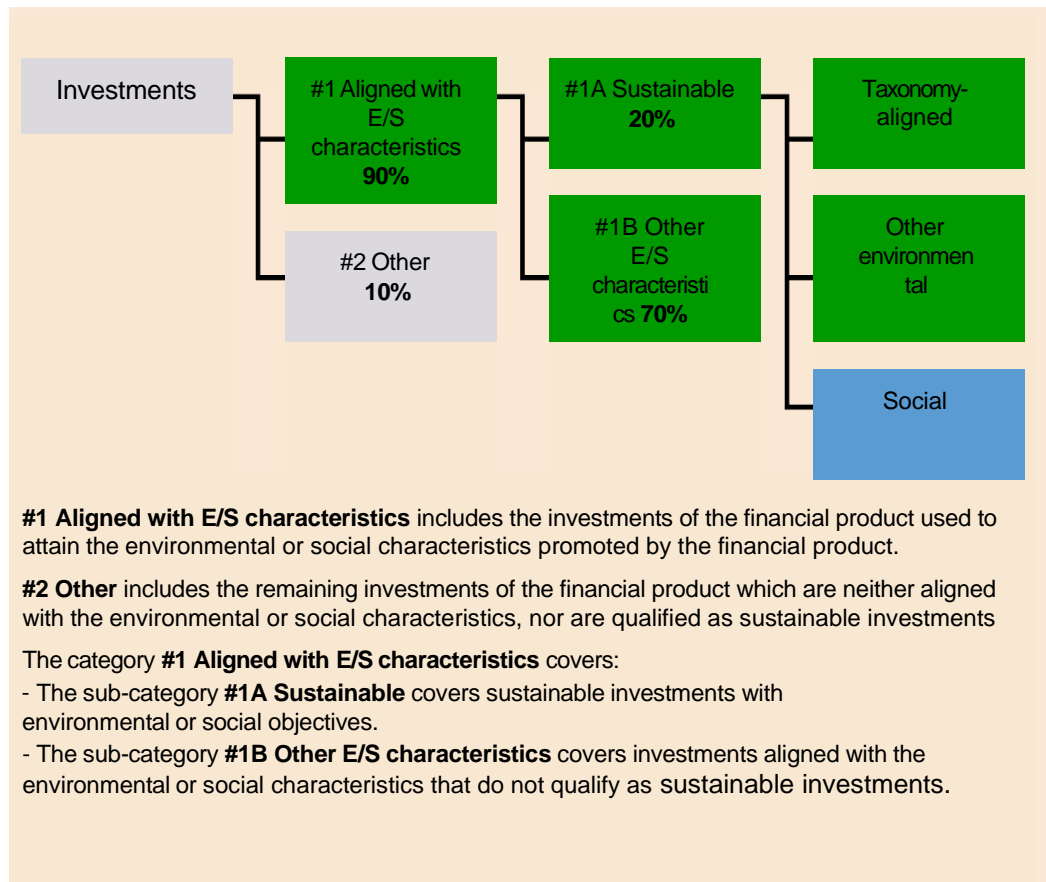 Investments
#1 Aligned with
E/S
characteristics
90%
#2 Other
10%
#1A Sustainable
20%
#1B Other
E/S
characteristi
cs 70%
Taxonomy-
aligned
Other
environmen
tal
Social
#1 Aligned with E/S characteristics includes the investments of the financial product used to
attain the environmental or social characteristics promoted by the financial product.
#2 Other includes the remaining investments of the financial product which are neither aligned
with the environmental or social characteristics, nor are qualified as sustainable investments
The category #1 Aligned with E/S characteristics covers:
- The sub-category #1A Sustainable covers sustainable investments with
environmental or social objectives.
- The sub-category #1B Other E/S characteristics covers investments aligned with the
environmental or social characteristics that do not qualify as sustainable investments.